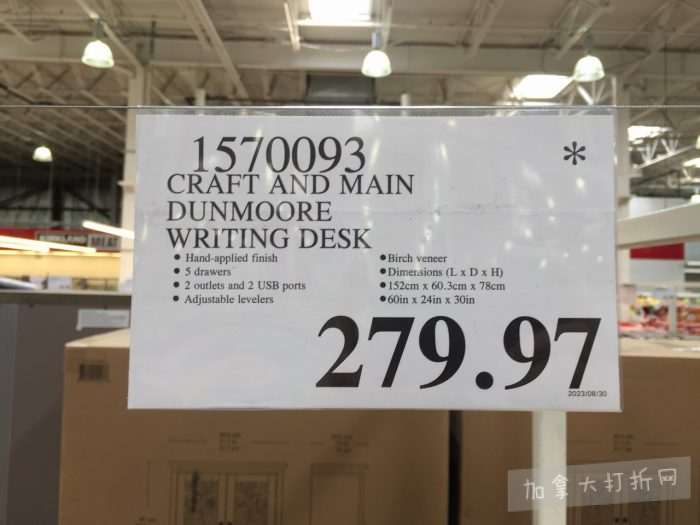 1570093
*
CRAFT AND MAIN
DUNMOORE
WRITING DESK
• Hand-applied finish
• 5 drawers
• 2 outlets and 2 USB ports
• Adjustable levelers
• Birch veneer
• Dimensions (L x D x H)
• 152cm x 60.3cm x 78cm
• 60in x 24in x 30in
279.97
2023/08/30
KIRKLAND
MEAT
加拿大打折网